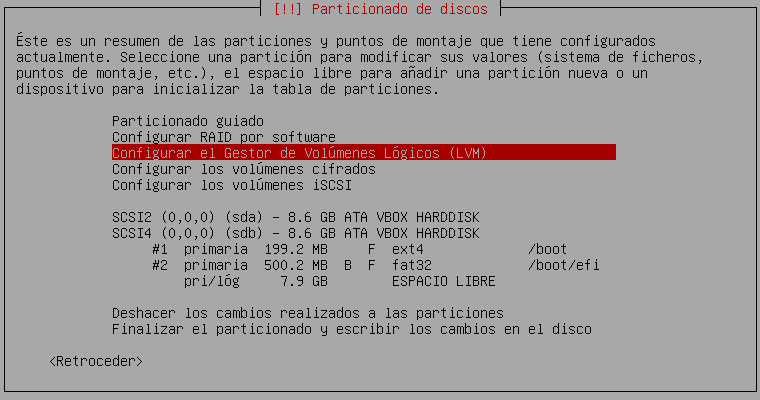 [!!] Particionado de discos
Éste es un resumen de las particiones y puntos de montaje que tiene configurados
actualmente. Seleccione una partición para modificar sus valores (sistema de ficheros,
puntos de montaje, etc.), el espacio libre para añadir una partición nueva o un
dispositivo para inicializar la tabla de particiones.
Particionado guiado
Configurar RAID por software
Configurar el Gestor de Volúmenes Lógicos (LVM)
Configurar los volúmenes cifrados
Configurar los volúmenes iSCSI
SCSI2 (0,0,0) (sda) - 8.6 GB ATA VBOX HARDDISK
SCSI4 (0,0,0) (sdb) - 8.6 GB ATA VBOX HARDDISK
#1 primaria 199.2 MB F ext4 /boot
#2 primaria 500.2 MB B F fat32 /boot/efi
pri/lóg 7.9 GB ESPACIO LIBRE
Deshacer los cambios realizados a las particiones
Finalizar el particionado y escribir los cambios en el disco
<Retroceder>